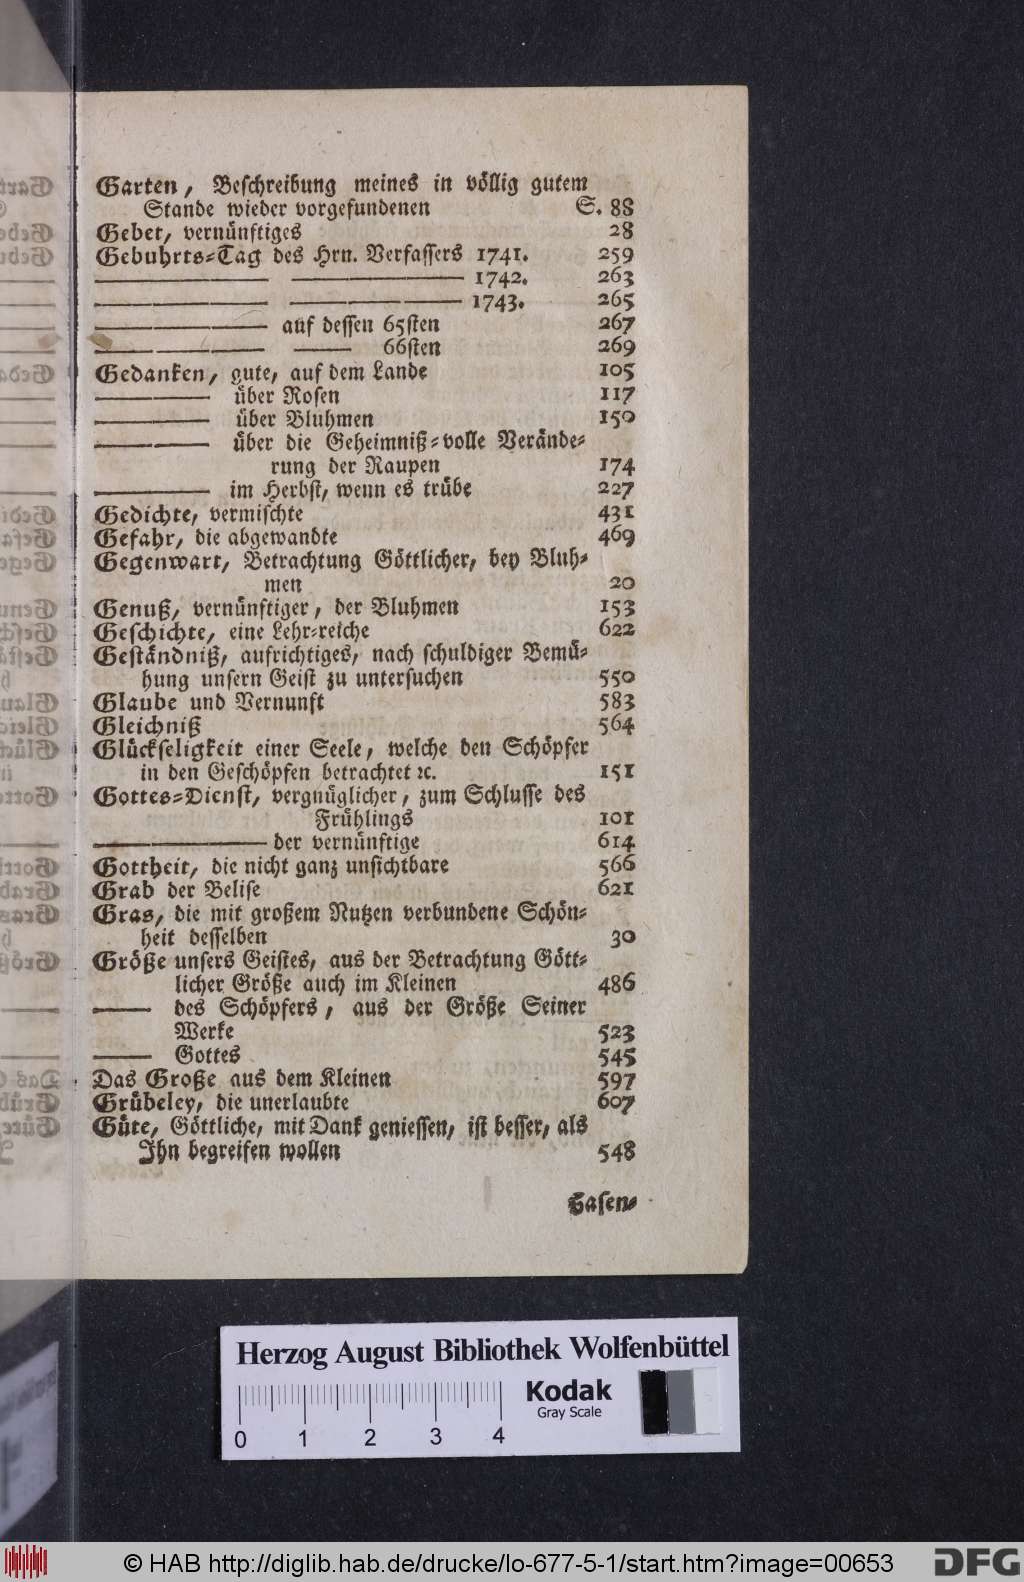 Garten, Beschreibung meines in völlig gutem
Stande wieder vorgefundenen S. 88
Gebet, vernünftiges 28
Gebuhrts-Tag des Hrn. Verfassers 1741. 259
——— ——— 1742. 263
——— ——— 1743. 265
——— auf dessen 65sten 267
——— —— 66sten 269
Gedanken, gute, auf dem Lande 105
——— über Rosen 117
——— über Bluhmen 150
——— über die Geheimniß-volle Verände-
rung der Raupen 174
——— im Herbst, wenn es trübe 227
Gedichte, vermischte 431
Gefahr, die abgewandte 469
Gegenwart, Betrachtung Göttlicher, bey Bluh-
men 20
Genuß, vernünftiger, der Bluhmen 153
Geschichte, eine Lehr-reiche 622
Geständniß, aufrichtiges, nach schuldiger Bemü-
hung unsern Geist zu untersuchen 550
Glaube und Vernunft 583
Gleichniß 564
Glückseligkeit einer Seele, welche den Schöpfer
in den Geschöpfen betrachtet ꝛc. 151
Gottes-Dienst, vergnüglicher, zum Schlusse des
Frühlings 101
——— der vernünftige 614
Gottheit, die nicht ganz unsichtbare 566
Grab der Belise 621
Gras, die mit großem Nutzen verbundene Schön-
heit desselben 30
Größe unsers Geistes, aus der Betrachtung Gött-
licher Größe auch im Kleinen 486
—— des Schöpfers, aus der Größe Seiner
Werke 523
—— Gottes 545
Das Große aus dem Kleinen 597
Grübeley, die unerlaubte 607
Güte, Göttliche, mit Dank geniessen, ist besser, als
Ihn begreifen wollen 548
Hasen-
Herzog August Bibliothek Wolfenbüttel
Kodak
Gray Scale
0 1 2 3 4
© HAB http://diglib.hab.de/drucke/lo-677-5-1/start.htm?image=00653
DFG